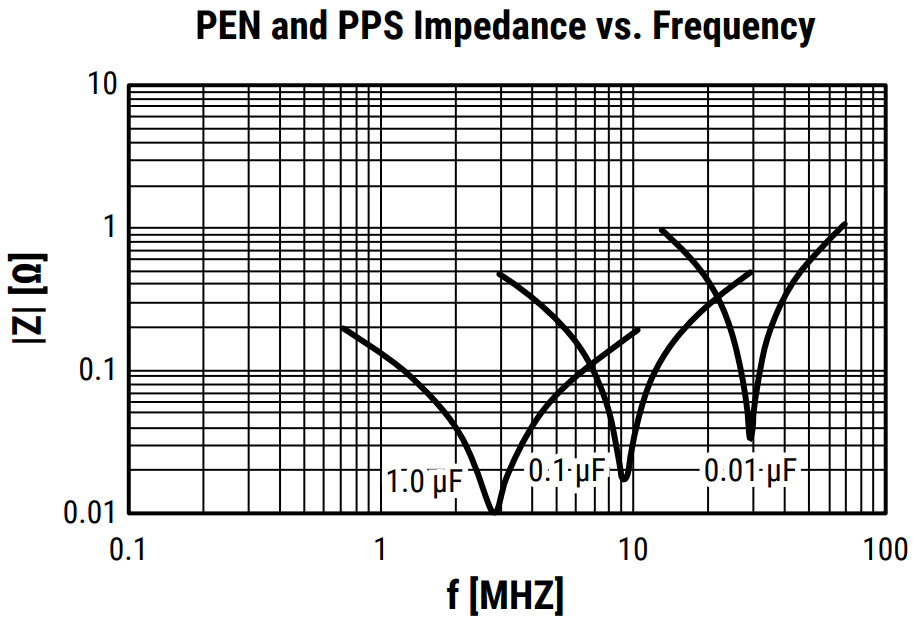 PEN and PPS Impedance vs. Frequency
10
1
0.1
0.01
|Z| [Ω]
1.0 µF
0.1 µF
0.01 µF
0.1
1
10
100
f [MHZ]